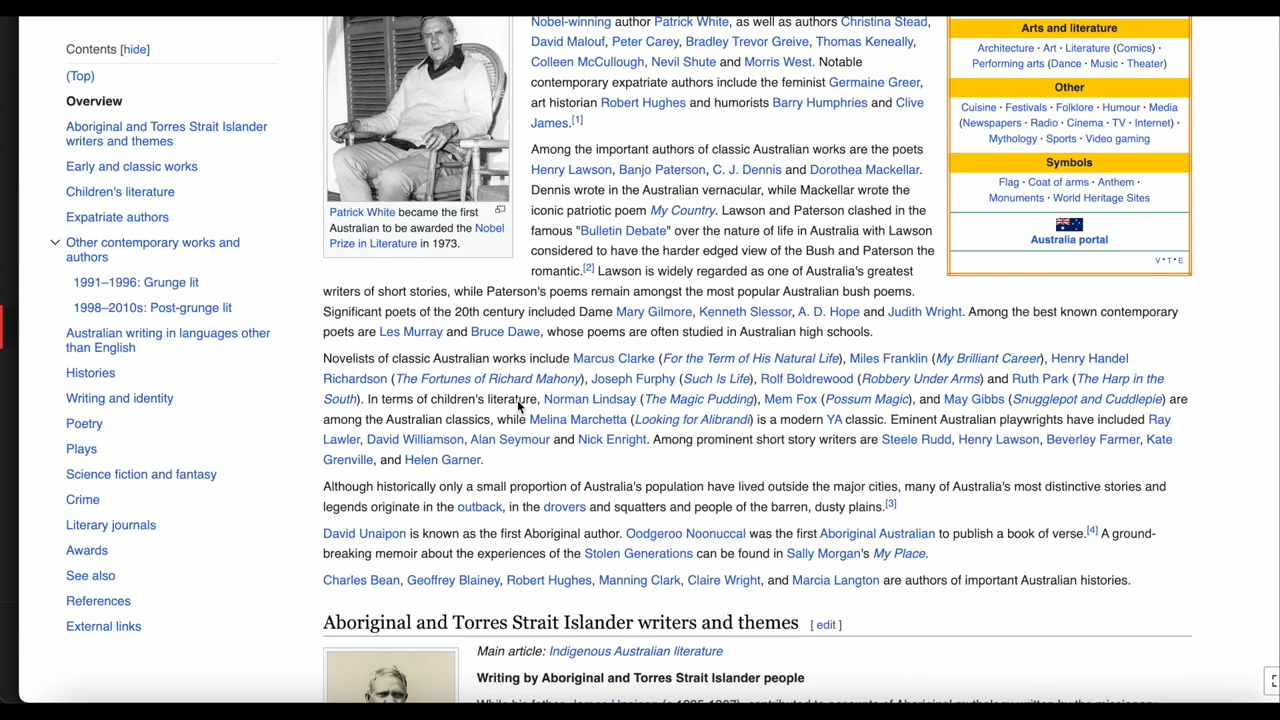 Contents [hide]
(Top)
Overview
Aboriginal and Torres Strait Islander
writers and themes
Early and classic works
Children's literature
Expatriate authors
Other contemporary works and
authors
1991–1996: Grunge lit
1998–2010s: Post-grunge lit
Australian writing in languages other
than English
Histories
Writing and identity
Poetry
Plays
Science fiction and fantasy
Crime
Literary journals
Awards
See also
References
External links
Patrick White became the first
Australian to be awarded the Nobel
Prize in Literature in 1973.
Nobel-winning author Patrick White, as well as authors Christina Stead,
David Malouf, Peter Carey, Bradley Trevor Greive, Thomas Keneally,
Colleen McCullough, Nevil Shute and Morris West. Notable
contemporary expatriate authors include the feminist Germaine Greer,
art historian Robert Hughes and humorists Barry Humphries and Clive
James.[1]
Among the important authors of classic Australian works are the poets
Henry Lawson, Banjo Paterson, C. J. Dennis and Dorothea Mackellar.
Dennis wrote in the Australian vernacular, while Mackellar wrote the
iconic patriotic poem My Country. Lawson and Paterson clashed in the
famous "Bulletin Debate" over the nature of life in Australia with Lawson
considered to have the harder edged view of the Bush and Paterson the
romantic.[2] Lawson is widely regarded as one of Australia's greatest
writers of short stories, while Paterson's poems remain amongst the most popular Australian bush poems.
Significant poets of the 20th century included Dame Mary Gilmore, Kenneth Slessor, A. D. Hope and Judith Wright. Among the best known contemporary
poets are Les Murray and Bruce Dawe, whose poems are often studied in Australian high schools.
Novelists of classic Australian works include Marcus Clarke (For the Term of His Natural Life), Miles Franklin (My Brilliant Career), Henry Handel
Richardson (The Fortunes of Richard Mahony), Joseph Furphy (Such Is Life), Rolf Boldrewood (Robbery Under Arms) and Ruth Park (The Harp in the
South). In terms of children's literature, Norman Lindsay (The Magic Pudding), Mem Fox (Possum Magic), and May Gibbs (Snugglepot and Cuddlepie) are
among the Australian classics, while Melina Marchetta (Looking for Alibrandi) is a modern YA classic. Eminent Australian playwrights have included Ray
Lawler, David Williamson, Alan Seymour and Nick Enright. Among prominent short story writers are Steele Rudd, Henry Lawson, Beverley Farmer, Kate
Grenville, and Helen Garner.
Although historically only a small proportion of Australia's population have lived outside the major cities, many of Australia's most distinctive stories and
legends originate in the outback, in the drovers and squatters and people of the barren, dusty plains.[3]
David Unaipon is known as the first Aboriginal author. Oodgeroo Noonuccal was the first Aboriginal Australian to publish a book of verse.[4] A ground-
breaking memoir about the experiences of the Stolen Generations can be found in Sally Morgan's My Place.
Charles Bean, Geoffrey Blainey, Robert Hughes, Manning Clark, Claire Wright, and Marcia Langton are authors of important Australian histories.
Aboriginal and Torres Strait Islander writers and themes [ edit ]
Main article: Indigenous Australian literature
Writing by Aboriginal and Torres Strait Islander people
Arts and literature
Architecture · Art · Literature (Comics) ·
Performing arts (Dance · Music · Theater)
Other
Cuisine · Festivals · Folklore · Humour · Media
(Newspapers · Radio · Cinema · TV · Internet) ·
Mythology · Sports · Video gaming
Symbols
Flag · Coat of arms · Anthem ·
Monuments · World Heritage Sites
Australia portal
V·T·E